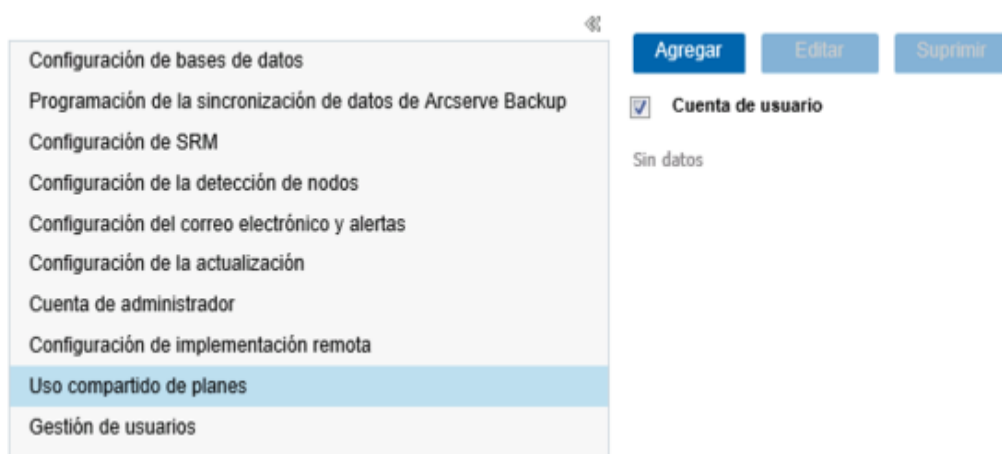 Configuración de bases de datos
Programación de la sincronización de datos de Arcserve Backup
Configuración de SRM
Configuración de la detección de nodos
Configuración del correo electrónico y alertas
Configuración de la actualización
Cuenta de administrador
Configuración de implementación remota
Uso compartido de planes
Gestión de usuarios
Agregar Editar Suprimir
Cuenta de usuario
Sin datos